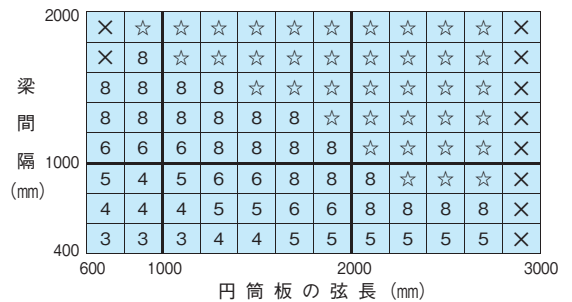 2000
× ☆ ☆ ☆ ☆ ☆ ☆ ☆ ☆ ☆ ☆ ×
× 8 ☆ ☆ ☆ ☆ ☆ ☆ ☆ ☆ ☆ ×
8 8 8 8 ☆ ☆ ☆ ☆ ☆ ☆ ☆ ×
8 8 8 8 8 8 ☆ ☆ ☆ ☆ ☆ ×
6 6 6 8 8 8 8 ☆ ☆ ☆ ☆ ×
1000
5 4 5 6 6 8 8 8 ☆ ☆ ☆ ×
4 4 4 5 5 6 6 8 8 8 8 ×
3 3 3 4 4 5 5 5 5 5 5 ×
400
梁間隔(mm)
600 1000 2000 3000
円筒板の弦長(mm)